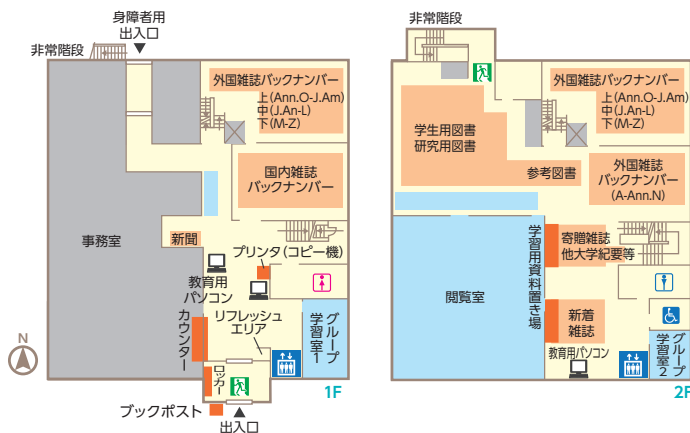 身障者用
出入口
非常階段
外国雑誌バックナンバー
上(Ann.O-J.Am)
中(J.An-L)
下(M-Z)
国内雑誌
バックナンバー
事務室
新聞
プリンタ(コピー機)
教育用
パソコン
カウンター
リフレッシュ
エリア
グループ
学習室1
ロッカー
N
1F
ブックポスト
出入口
非常階段
外国雑誌バックナンバー
上(Ann.O-J.Am)
中(J.An-L)
下(M-Z)
学生用図書
研究用図書
参考図書
外国雑誌
バックナンバー
(A-Ann.N)
学習用資料置き場
寄贈雑誌
他大学紀要等
閲覧室
新着
雑誌
教育用パソコン
グループ
学習室2
2F